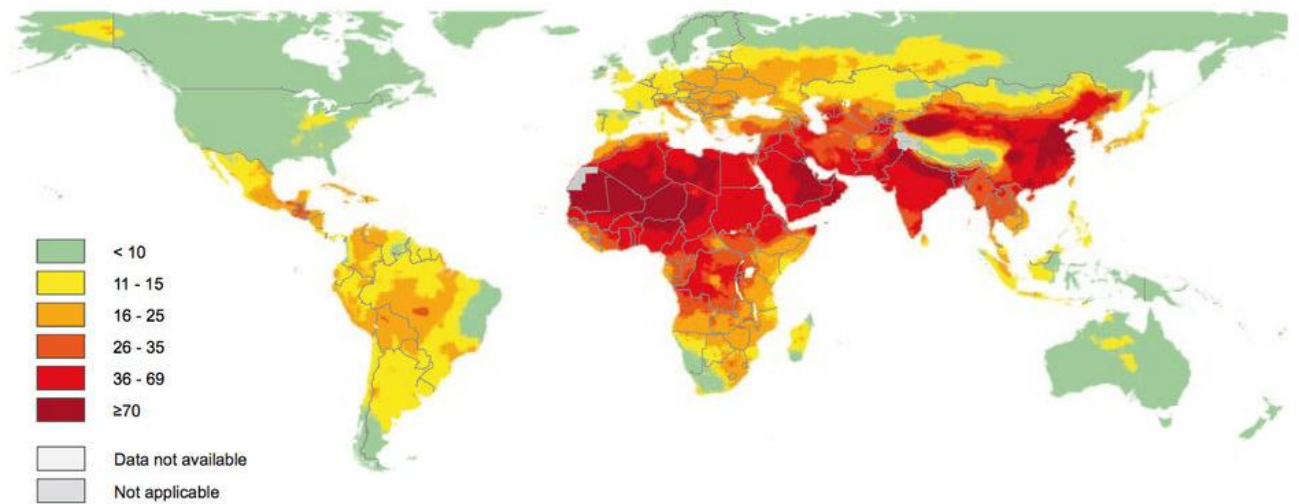 < 10
11 - 15
16 - 25
26 - 35
36 - 69
≥70
Data not available
Not applicable